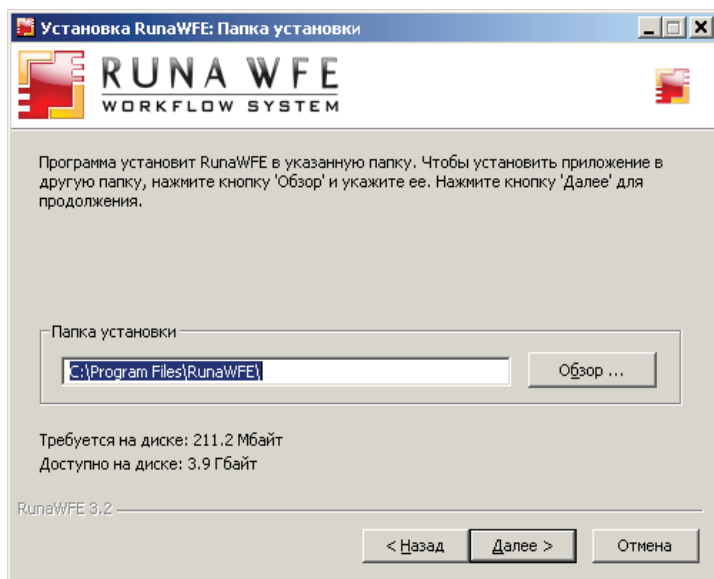 Установка RunaWFE: Папка установки
RUNA WFE
WORKFLOW SYSTEM
Программа установит RunaWFE в указанную папку. Чтобы установить приложение в
другую папку, нажмите кнопку 'Обзор' и укажите ее. Нажмите кнопку 'Далее' для
продолжения.
Папка установки
C:\Program Files\RunaWFE\
Обзор ...
Требуется на диске: 211.2 Мбайт
Доступно на диске: 3.9 Гбайт
RunaWFE 3.2
< Назад
Далее >
Отмена